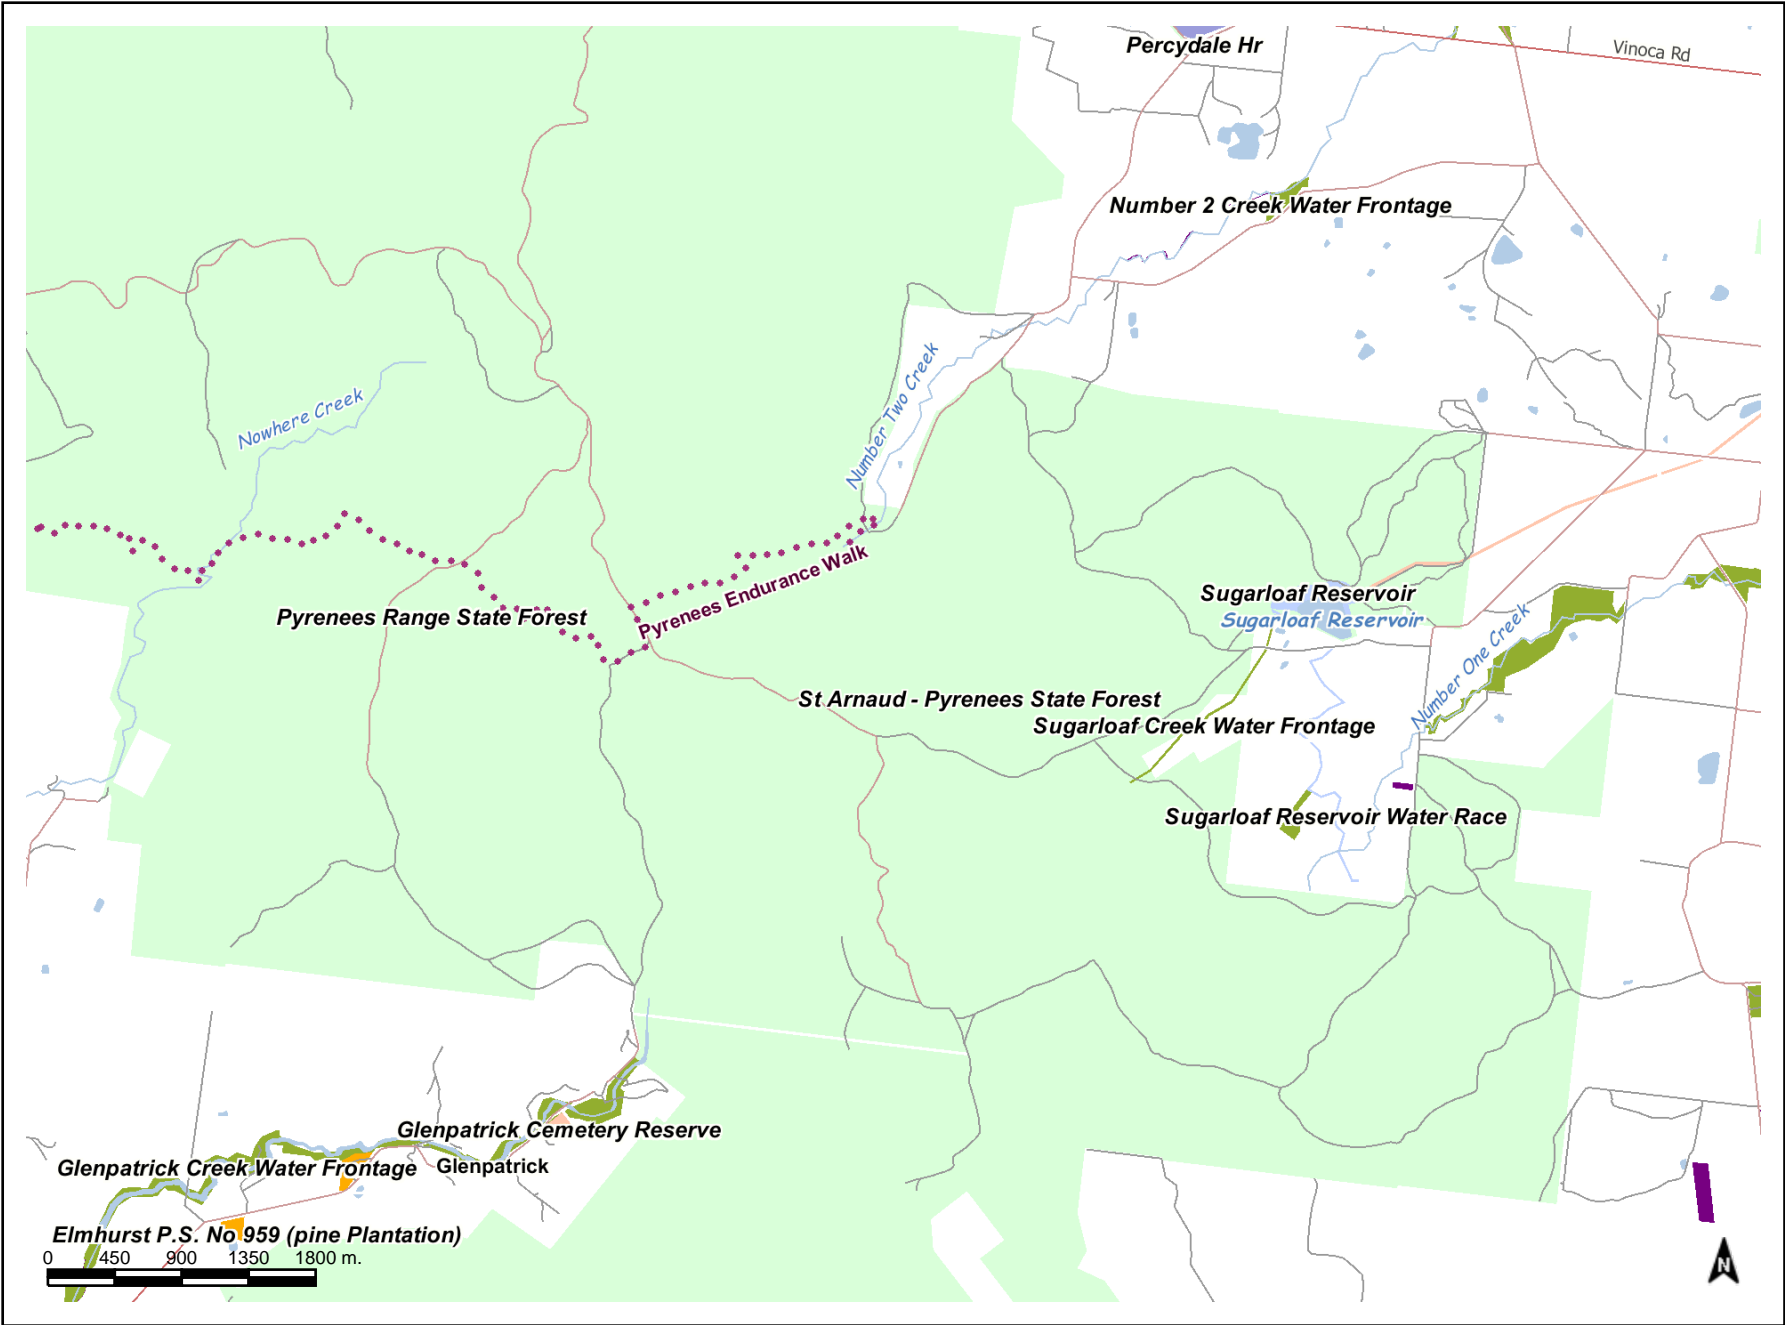 Percydale Hr
Vinoca Rd
Number 2 Creek Water Frontage
Number Two Creek
Nowhere Creek
Pyrenees Endurance Walk
Pyrenees Range State Forest
Sugarloaf Reservoir
Sugarloaf Reservoir
Number One Creek
St Arnaud - Pyrenees State Forest
Sugarloaf Creek Water Frontage
Sugarloaf Reservoir Water Race
Glenpatrick Cemetery Reserve
Glenpatrick Creek Water Frontage
Glenpatrick
Elmhurst P.S. No 959 (pine Plantation)
0 450 900 1350 1800 m.
N